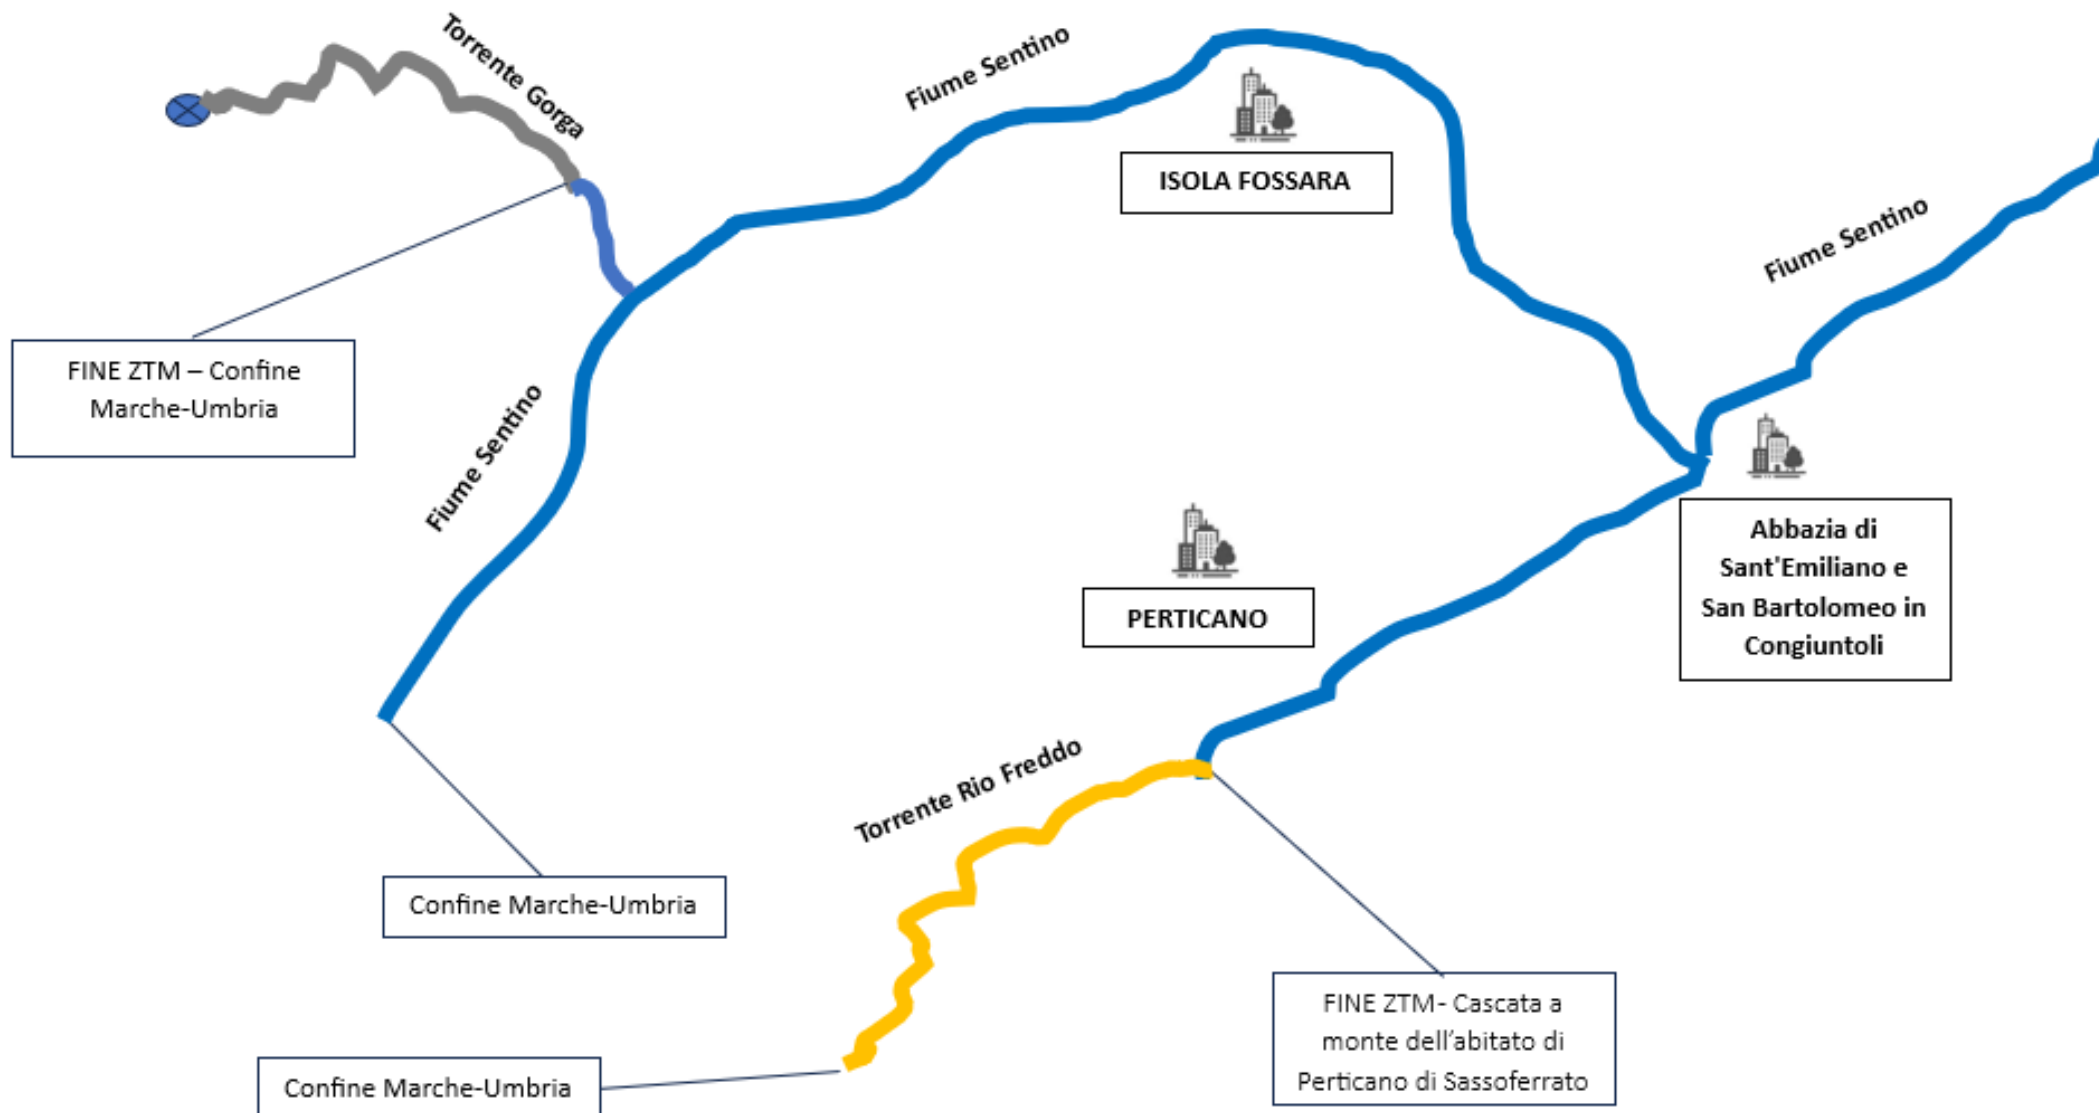 Torrente Gorga
Fiume Sentino
ISOLA FOSSARA
Fiume Sentino
FINE ZTM – Confine
Marche-Umbria
Fiume Sentino
Abbazia di
Sant'Emiliano e
San Bartolomeo in
Congiuntoli
PERTICANO
Torrente Rio Freddo
Confine Marche-Umbria
FINE ZTM- Cascata a
monte dell’abitato di
Perticano di Sassoferrato
Confine Marche-Umbria